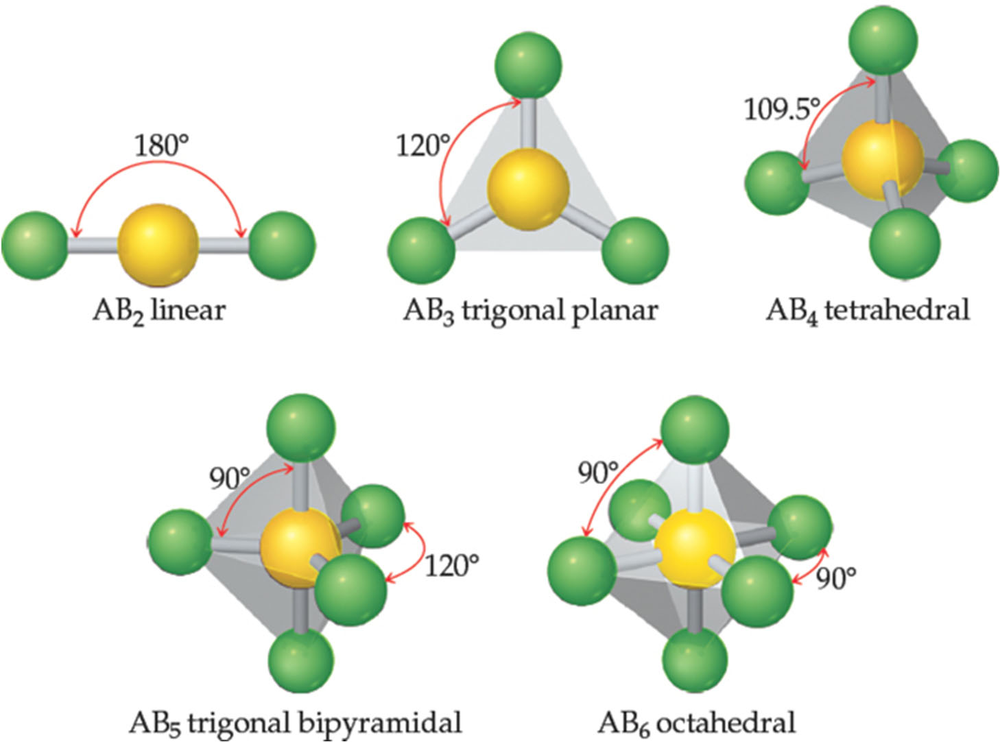 180°
120°
109.5°
AB₂ linear
AB₃ trigonal planar
AB₄ tetrahedral
90°
120°
90°
90°
AB₅ trigonal bipyramidal
AB₆ octahedral